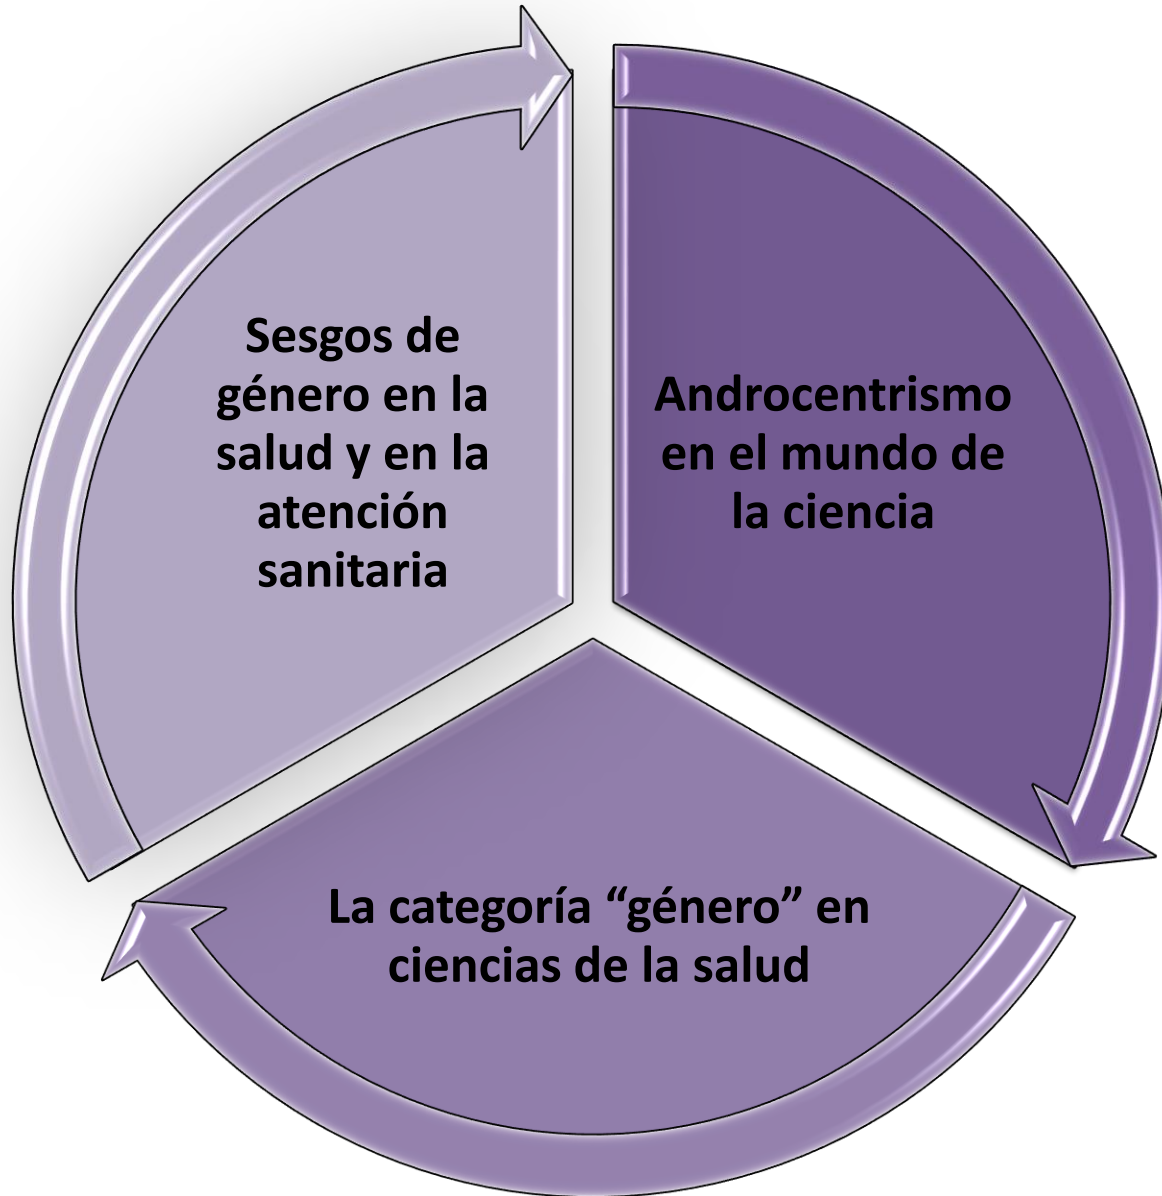 Sesgos de
género en la
salud y en la
atención
sanitaria
Androcentrismo
en el mundo de
la ciencia
La categoría “género” en
ciencias de la salud